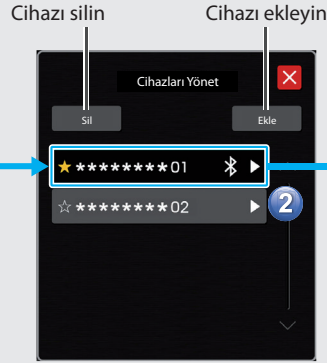 Cihazı silin Cihazı ekleyin
Cihazları Yönet
Sil Ekle
★ ********01
☆ ********02
2